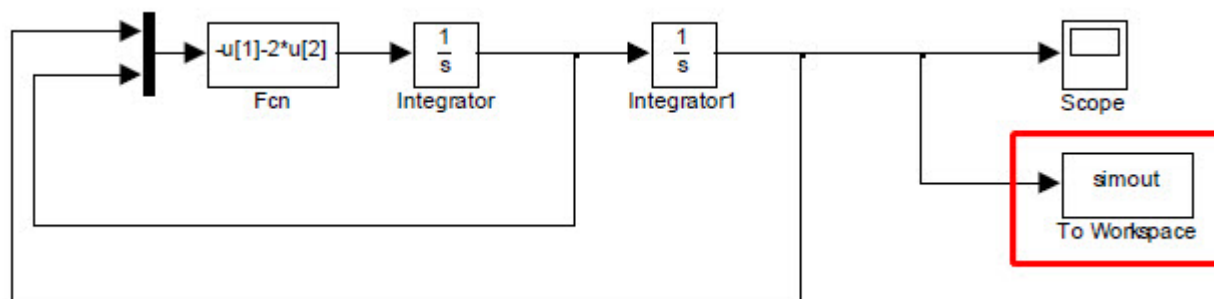 -u[1]-2*u[2]
Fcn
1
s
Integrator
1
s
Integrator1
Scope
simout
To Workspace